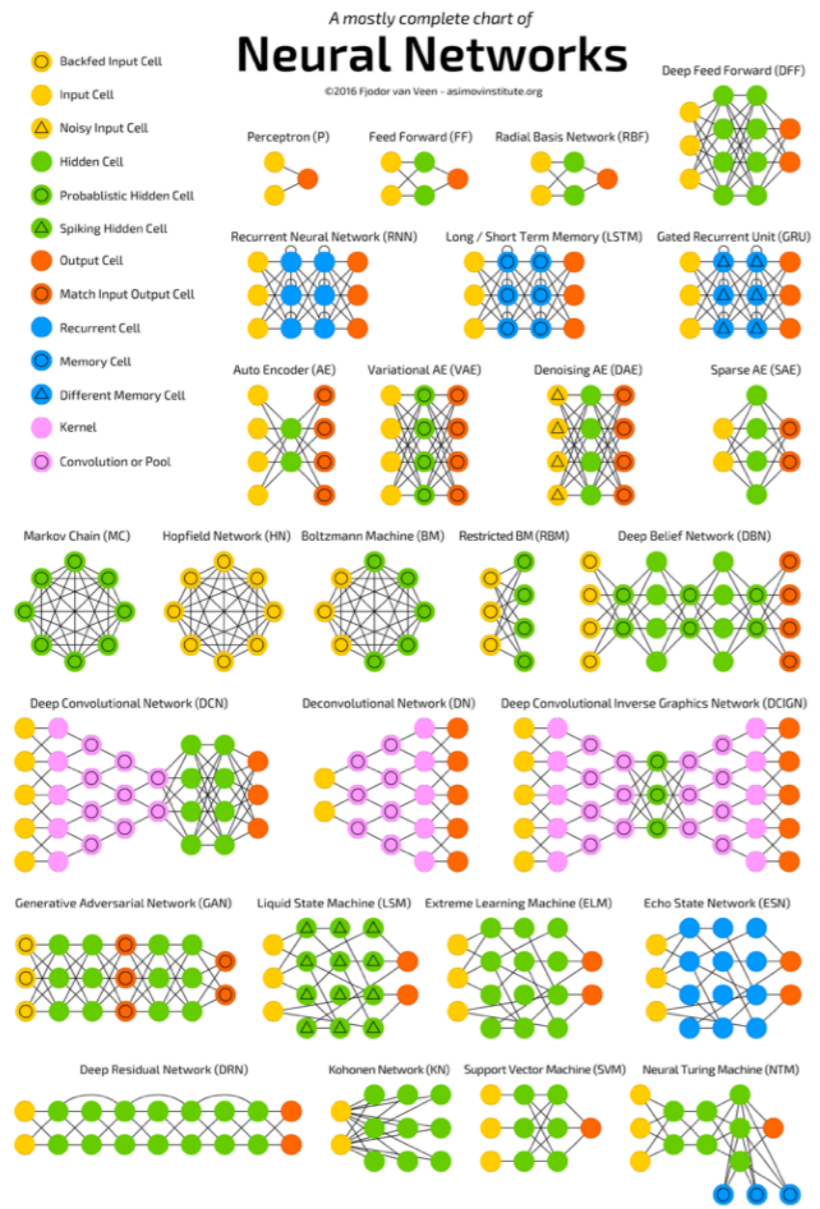 A mostly complete chart of
Neural Networks
©2016 Fjodor van Veen - asimovinstitute.org
Backfed Input Cell
Input Cell
Noisy Input Cell
Hidden Cell
Probablistic Hidden Cell
Spiking Hidden Cell
Output Cell
Match Input Output Cell
Recurrent Cell
Memory Cell
Different Memory Cell
Kernel
Convolution or Pool
Perceptron (P)
Feed Forward (FF)
Radial Basis Network (RBF)
Deep Feed Forward (DFF)
Recurrent Neural Network (RNN)
Long / Short Term Memory (LSTM)
Gated Recurrent Unit (GRU)
Auto Encoder (AE)
Variational AE (VAE)
Denoising AE (DAE)
Sparse AE (SAE)
Markov Chain (MC)
Hopfield Network (HN)
Boltzmann Machine (BM)
Restricted BM (RBM)
Deep Belief Network (DBN)
Deep Convolutional Network (DCN)
Deconvolutional Network (DN)
Deep Convolutional Inverse Graphics Network (DCIGN)
Generative Adversarial Network (GAN)
Liquid State Machine (LSM)
Extreme Learning Machine (ELM)
Echo State Network (ESN)
Deep Residual Network (DRN)
Kohonen Network (KN)
Support Vector Machine (SVM)
Neural Turing Machine (NTM)